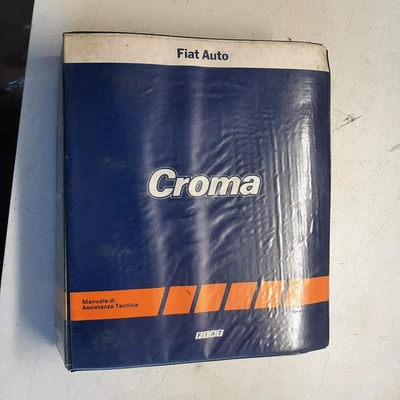 Fiat Auto
Croma
Manuale di
Assistenza Tecnica
FIAT